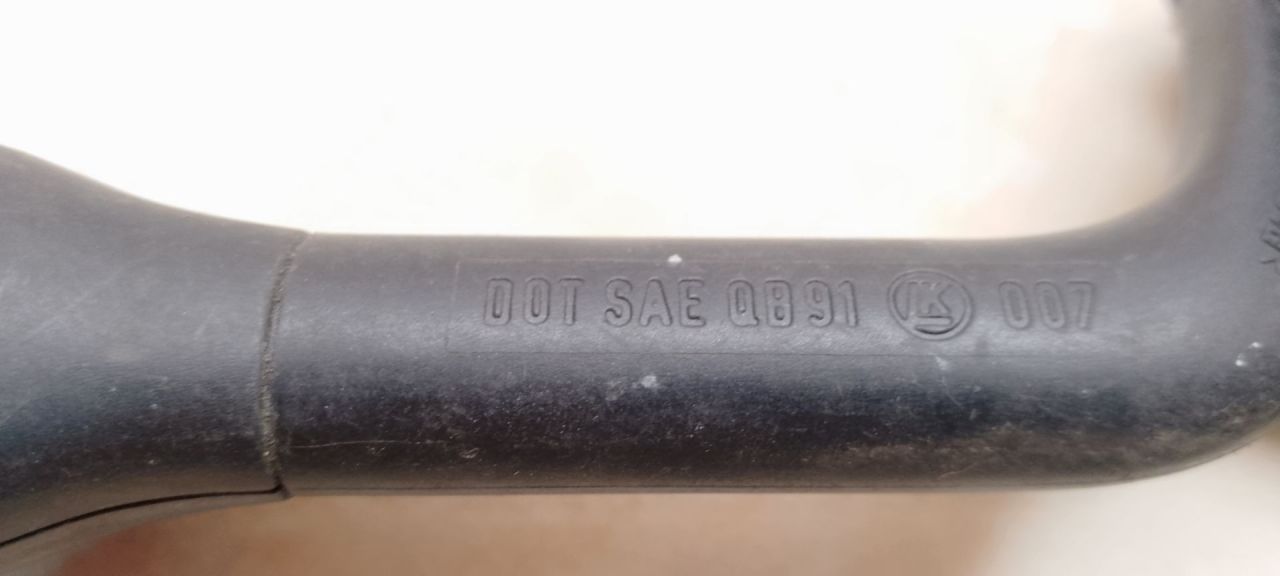 DOT SAE QB91 LK 007